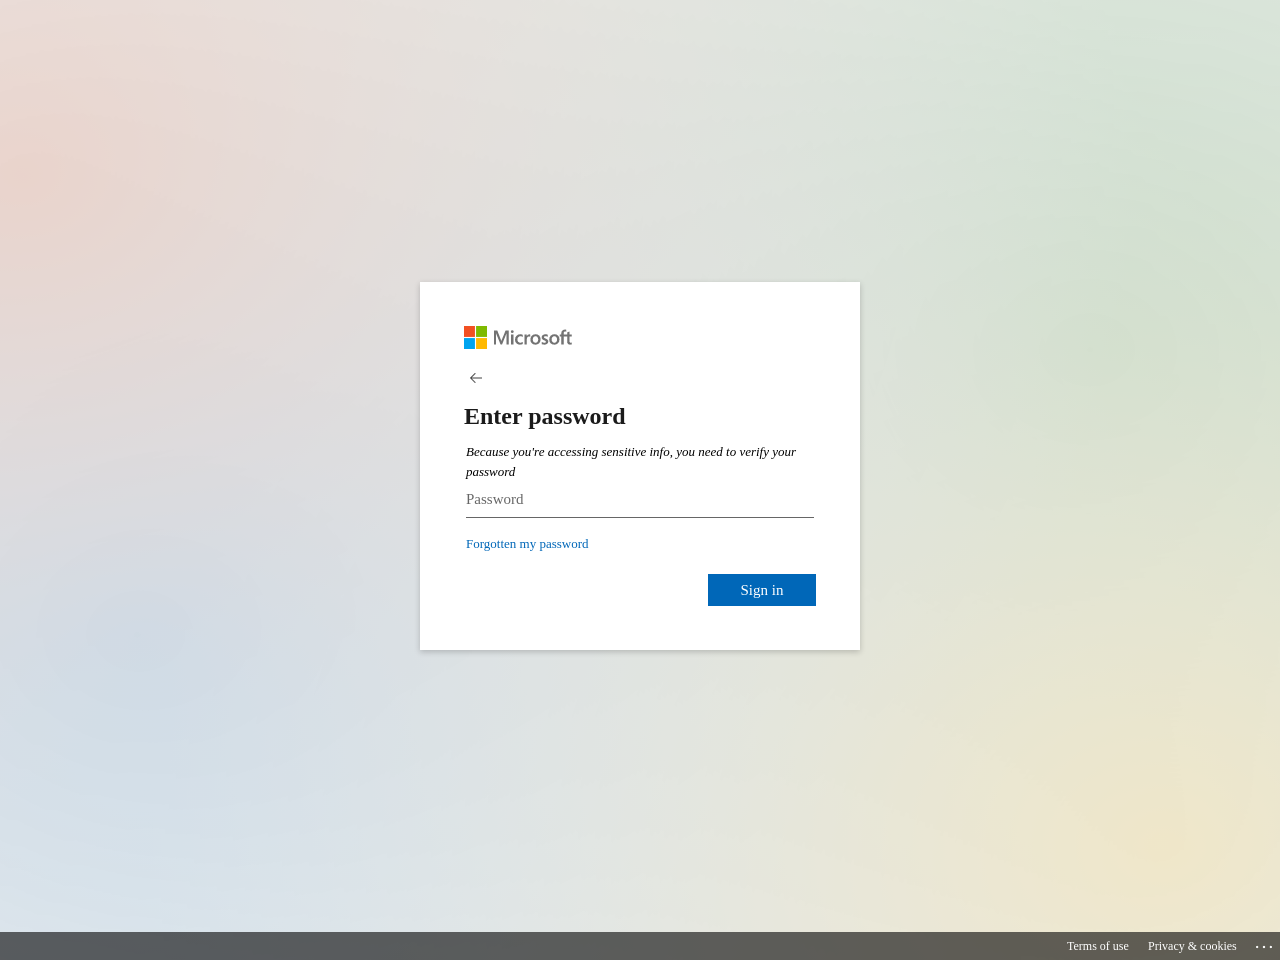 Microsoft
Enter password
Because you're accessing sensitive info, you need to verify your
password
Password
Forgotten my password
Sign in
Terms of use Privacy & cookies ...